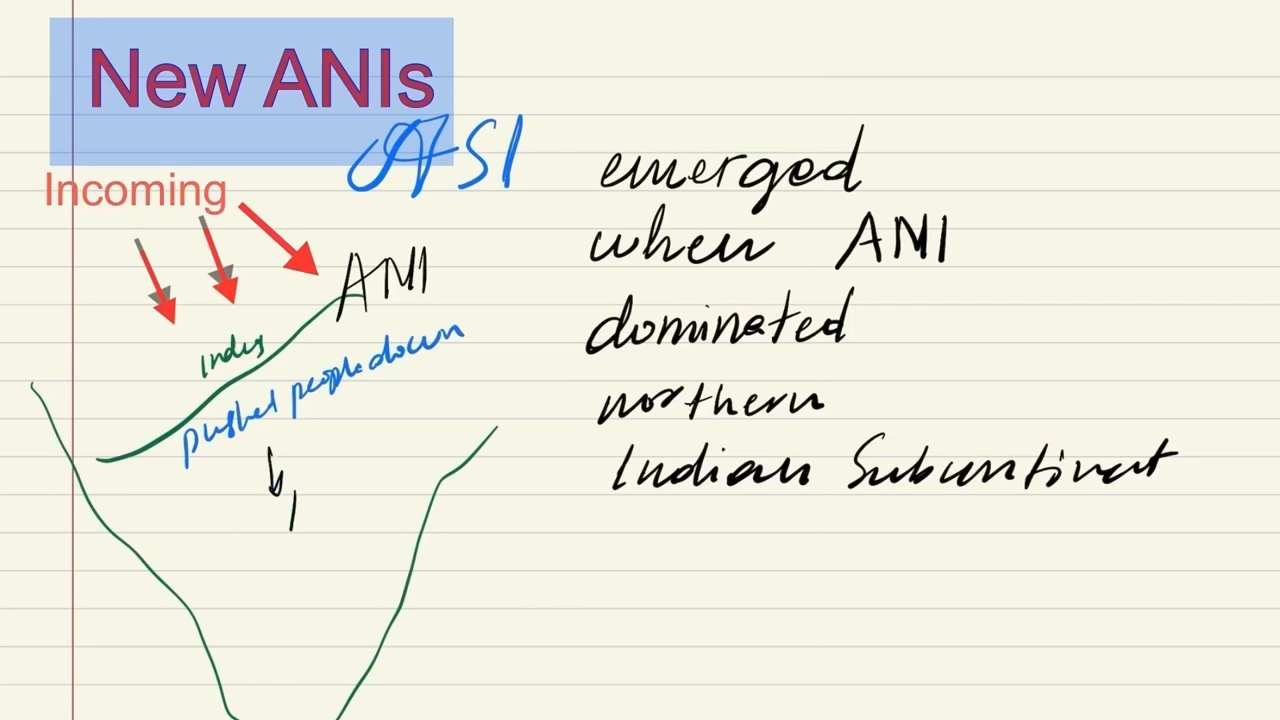 New ANIs
ASI
Incoming
ANI
Indus
pushed people down
emerged
when ANI
dominated
northern
Indian Subcontinent